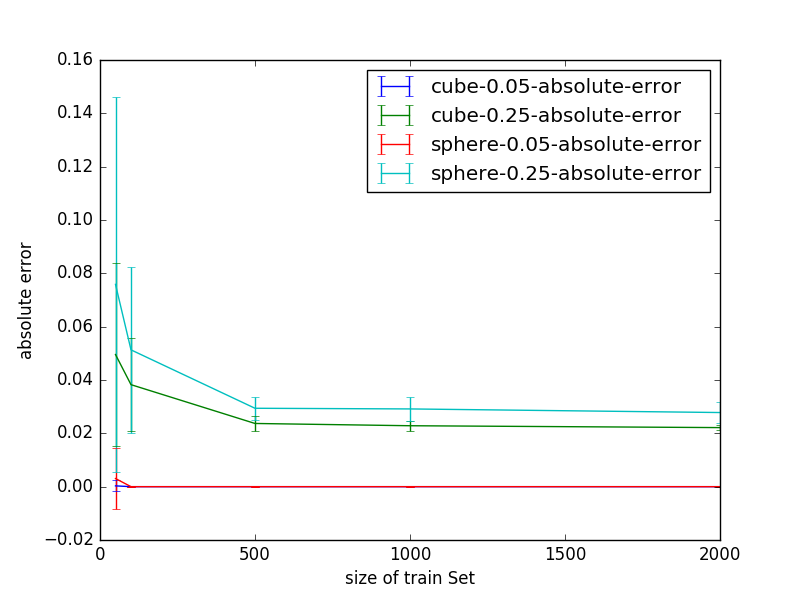 0.16
0.14
0.12
0.10
0.08
0.06
0.04
0.02
0.00
−0.02
absolute error
cube-0.05-absolute-error
cube-0.25-absolute-error
sphere-0.05-absolute-error
sphere-0.25-absolute-error
0 500 1000 1500 2000
size of train Set